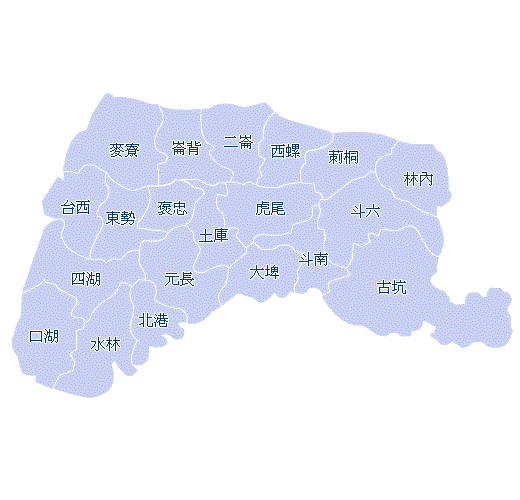 麥寮
崙背
二崙
西螺
莿桐
林內
台西
東勢
褒忠
土庫
虎尾
斗六
四湖
元長
大埤
斗南
古坑
口湖
水林
北港